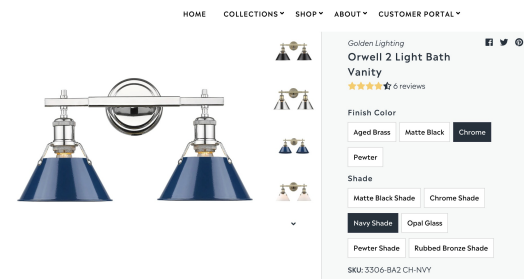 HOME COLLECTIONS SHOP ABOUT CUSTOMER PORTAL
Golden Lighting
Orwell 2 Light Bath
Vanity
6 reviews
Finish Color
Aged Brass Matte Black Chrome
Pewter
Shade
Matte Black Shade Chrome Shade
Navy Shade Opal Glass
Pewter Shade Rubbed Bronze Shade
SKU: 3306-BA2 CH-NVY